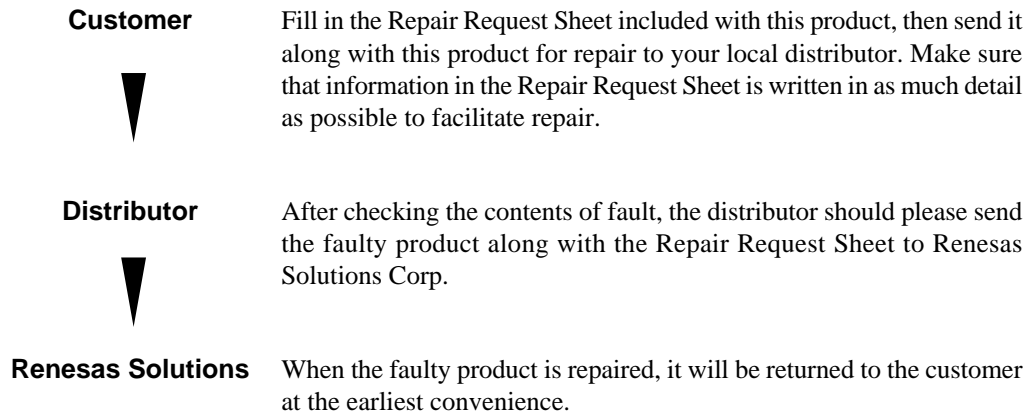 Customer
Fill in the Repair Request Sheet included with this product, then send it
along with this product for repair to your local distributor. Make sure
that information in the Repair Request Sheet is written in as much detail
as possible to facilitate repair.
Distributor
After checking the contents of fault, the distributor should please send
the faulty product along with the Repair Request Sheet to Renesas
Solutions Corp.
Renesas Solutions
When the faulty product is repaired, it will be returned to the customer
at the earliest convenience.